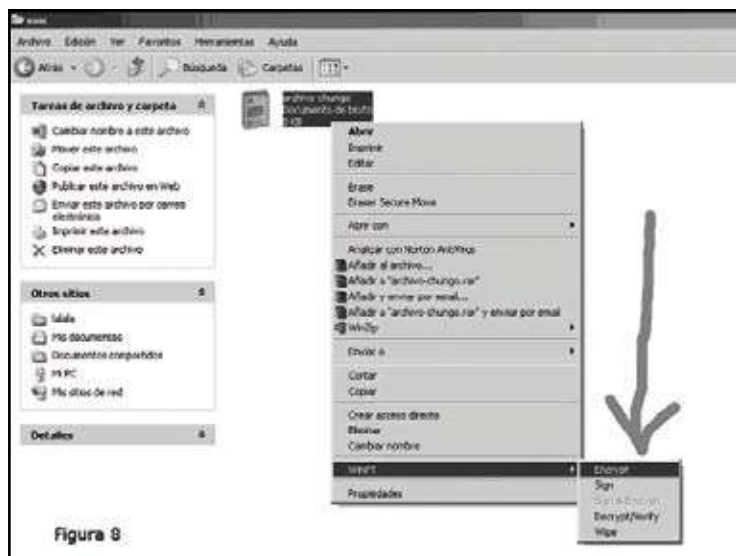 Archivo Edición Ver Favoritos Herramientas Ayuda
Atrás Búsqueda Carpetas
Tareas de archivo y carpeta
Cambiar nombre a este archivo
Mover este archivo
Copiar este archivo
Publicar este archivo en Web
Enviar este archivo por correo
electrónico
Imprimir este archivo
Eliminar este archivo
Otros sitios
lalala
Mis documentos
Documentos compartidos
Mi PC
Mis sitios de red
Detalles
archivo chungo
Documento de texto
Abrir
Imprimir
Editar
Erase
Eraser Secure Move
Abrir con
Analizar con Norton AntiVirus
Añadir al archivo...
Añadir a "archivo-chungo.rar"
Añadir y enviar por email...
Añadir a "archivo-chungo.rar" y enviar por email
WinZip
Enviar a
Cortar
Copiar
Crear acceso directo
Eliminar
Cambiar nombre
WinPT
Propiedades
Encrypt
Sign
Sign & Encrypt
Decrypt/Verify
Wipe
Figura 8